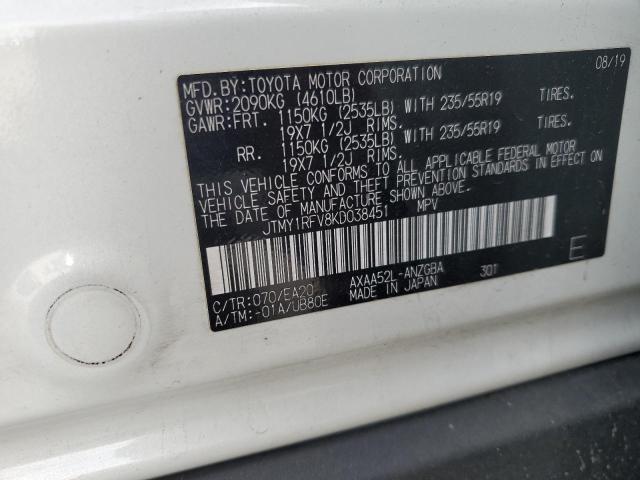 MFD.BY:TOYOTA MOTOR CORPORATION 08/19
GVWR:2090KG (4610LB)
GAWR:FRT. 1150KG (2535LB) WITH 235/55R19 TIRES.
19X7 1/2J RIMS.
RR. 1150KG (2535LB) WITH 235/55R19 TIRES.
19X7 1/2J RIMS.
THIS VEHICLE CONFORMS TO ALL APPLICABLE FEDERAL MOTOR
VEHICLE SAFETY AND THEFT PREVENTION STANDARDS IN EFFECT ON
THE DATE OF MANUFACTURE SHOWN ABOVE.
JTMY1RFV8KD038451 MPV
C/TR:070/EA20 AXAA52L-ANZGBA 301 E
A/TM:-01A/UB80E MADE IN JAPAN